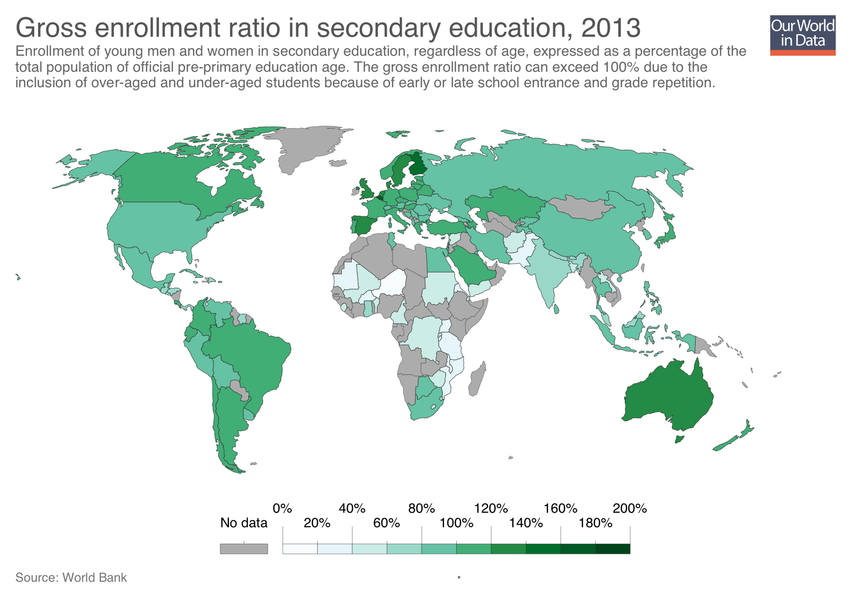 Gross enrollment ratio in secondary education, 2013
Our World
in Data
Enrollment of young men and women in secondary education, regardless of age, expressed as a percentage of the
total population of official pre-primary education age. The gross enrollment ratio can exceed 100% due to the
inclusion of over-aged and under-aged students because of early or late school entrance and grade repetition.
0% 40% 80% 120% 160% 200%
No data 20% 60% 100% 140% 180%
Source: World Bank